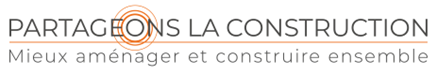 PARTAGEONS LA CONSTRUCTION
Mieux aménager et construire ensemble